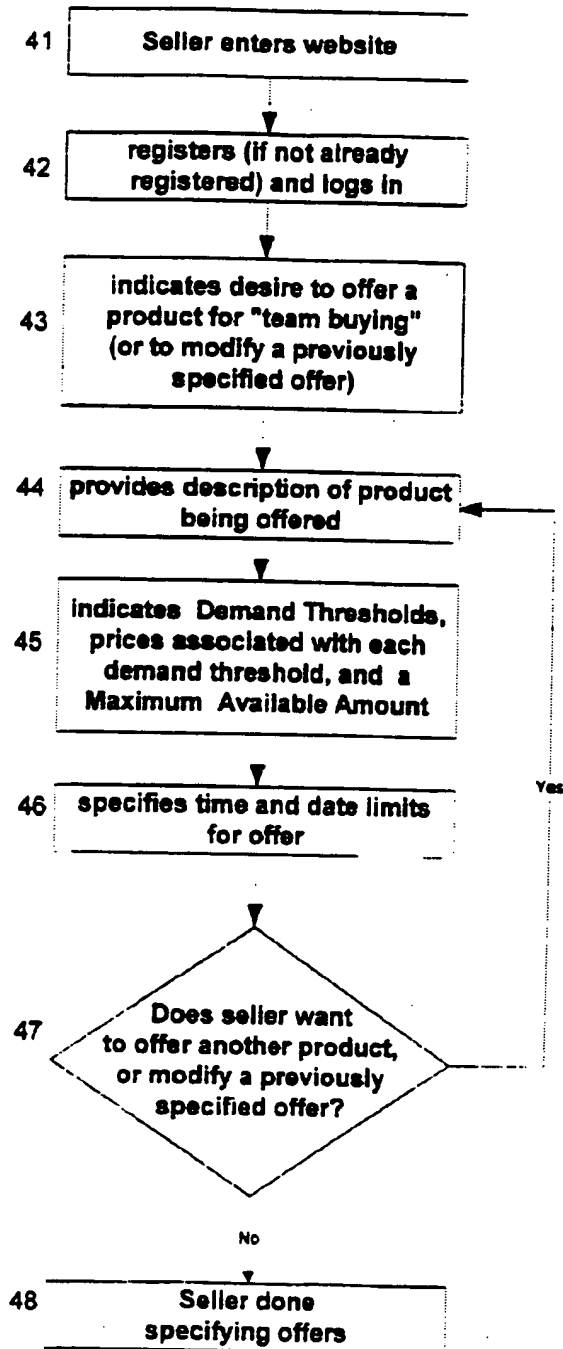 41 Seller enters website
42 registers (if not already
registered) and logs in
43 indicates desire to offer a
product for "team buying"
(or to modify a previously
specified offer)
44 provides description of product
being offered
45 indicates Demand Thresholds,
prices associated with each
demand threshold, and a
Maximum Available Amount
46 specifies time and date limits
for offer
Yes
47 Does seller want
to offer another product,
or modify a previously
specified offer?
No
48 Seller done
specifying offers